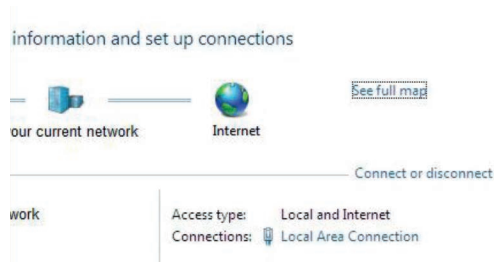 information and set up connections
See full map
our current network Internet
Connect or disconnect
work Access type: Local and Internet
Connections: Local Area Connection